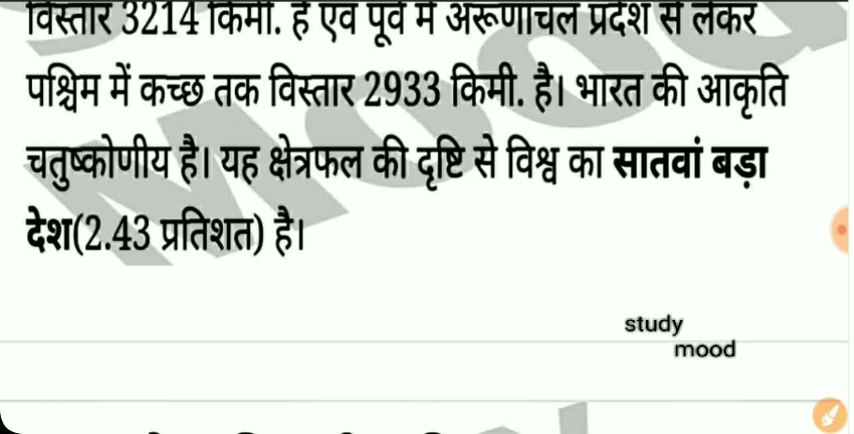 विस्तार 3214 किमी. है एवं पूर्व में अरूणाचल प्रदेश से लेकर
पश्चिम में कच्छ तक विस्तार 2933 किमी. है। भारत की आकृति
चतुष्कोणीय है। यह क्षेत्रफल की दृष्टि से विश्व का सातवां बड़ा
देश(2.43 प्रतिशत) है।
study
mood